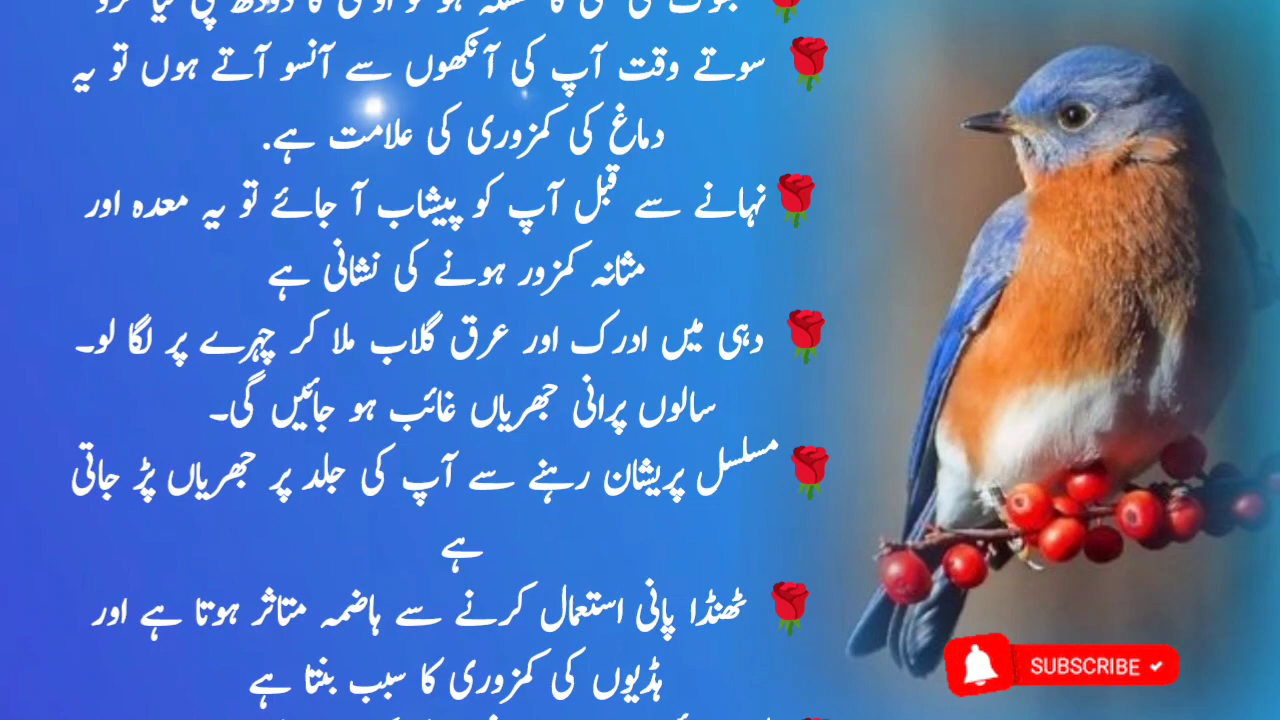 سوتے وقت آپ کی آنکھوں سے آنسو آتے ہوں تو یہ
دماغ کی کمزوری کی علامت ہے.
نہانے سے قبل آپ کو پیشاب آ جائے تو یہ معدہ اور
مثانہ کمزور ہونے کی نشانی ہے
دہی میں ادرک اور عرق گلاب ملا کر چہرے پر لگا لو۔
سالوں پرانی جھریاں غائب ہو جائیں گی۔
مسلسل پریشان رہنے سے آپ کی جلد پر جھریاں پڑ جاتی
ہے
ٹھنڈا پانی استعمال کرنے سے ہاضمہ متاثر ہوتا ہے اور
ہڈیوں کی کمزوری کا سبب بنتا ہے
SUBSCRIBE